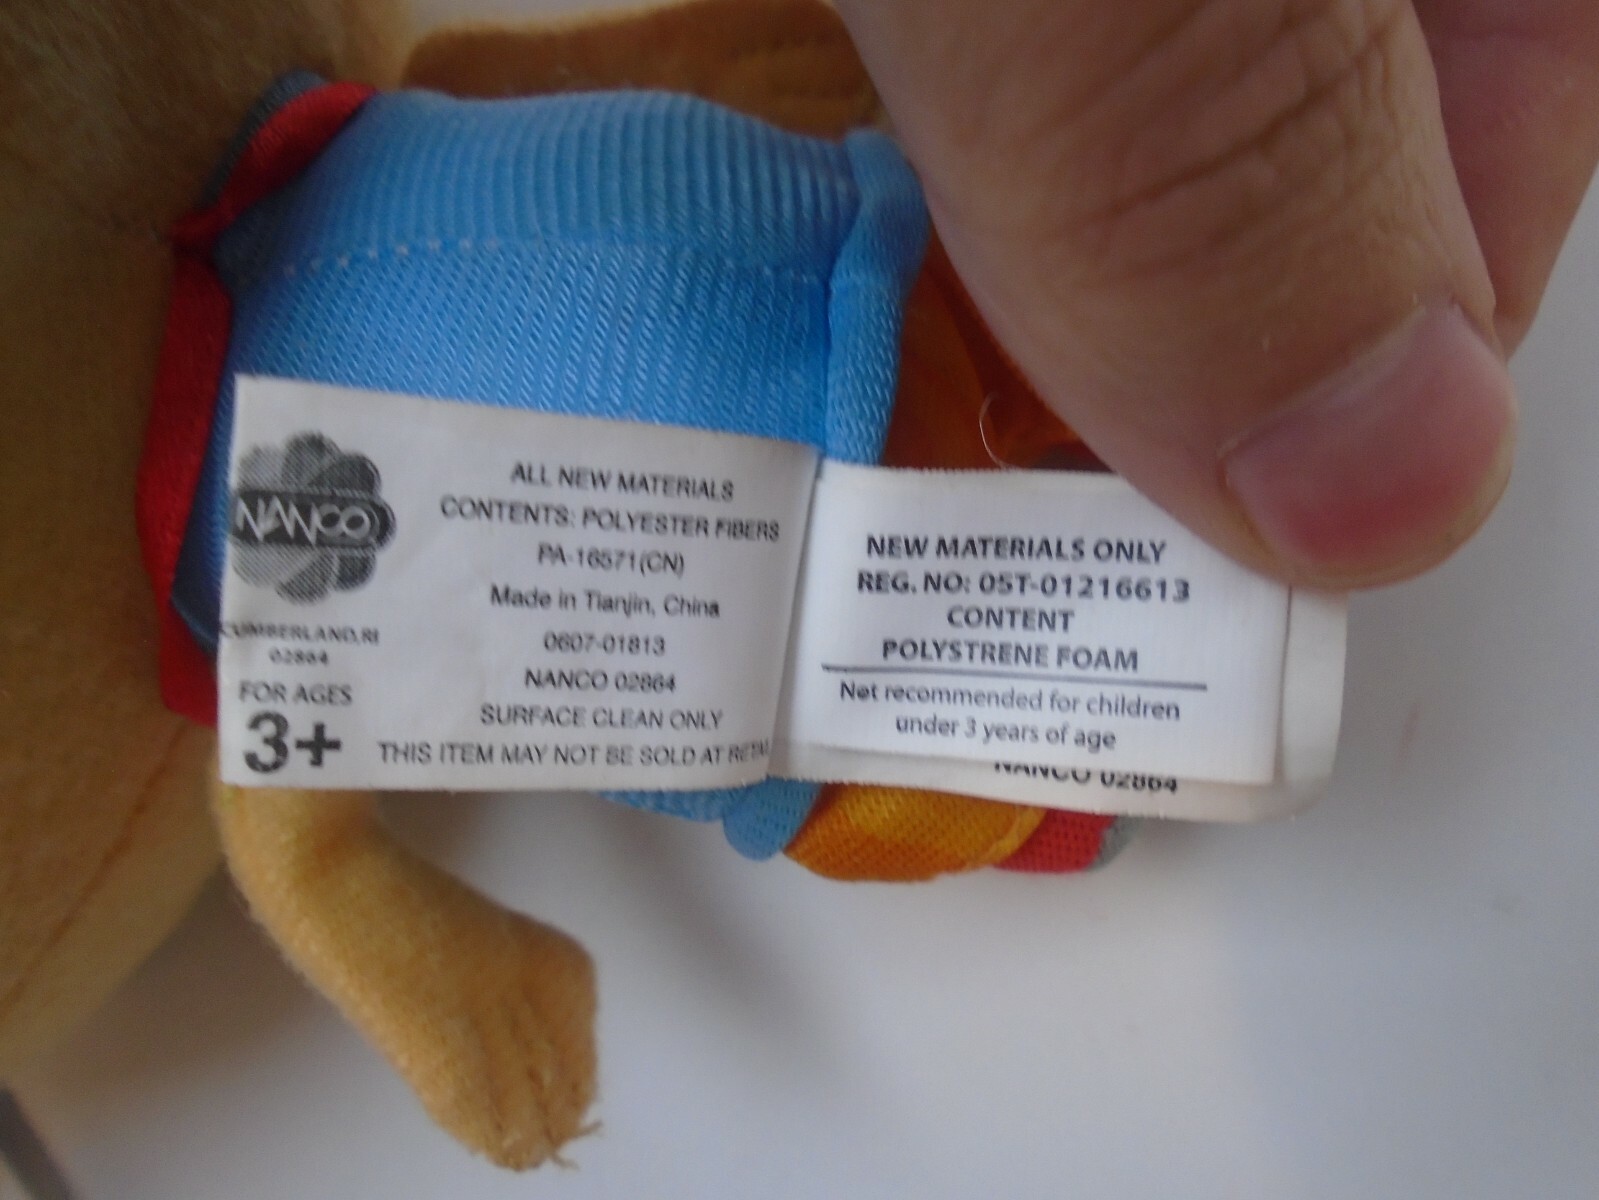 NANCO
CUMBERLAND,RI
02864
FOR AGES
3+
ALL NEW MATERIALS
CONTENTS: POLYESTER FIBERS
PA-16571(CN)
Made in Tianjin, China
0607-01813
NANCO 02864
SURFACE CLEAN ONLY
THIS ITEM MAY NOT BE SOLD AT RETAIL
NEW MATERIALS ONLY
REG. NO: 05T-01216613
CONTENT
POLYSTRENE FOAM
Not recommended for children
under 3 years of age
NANCO 02864